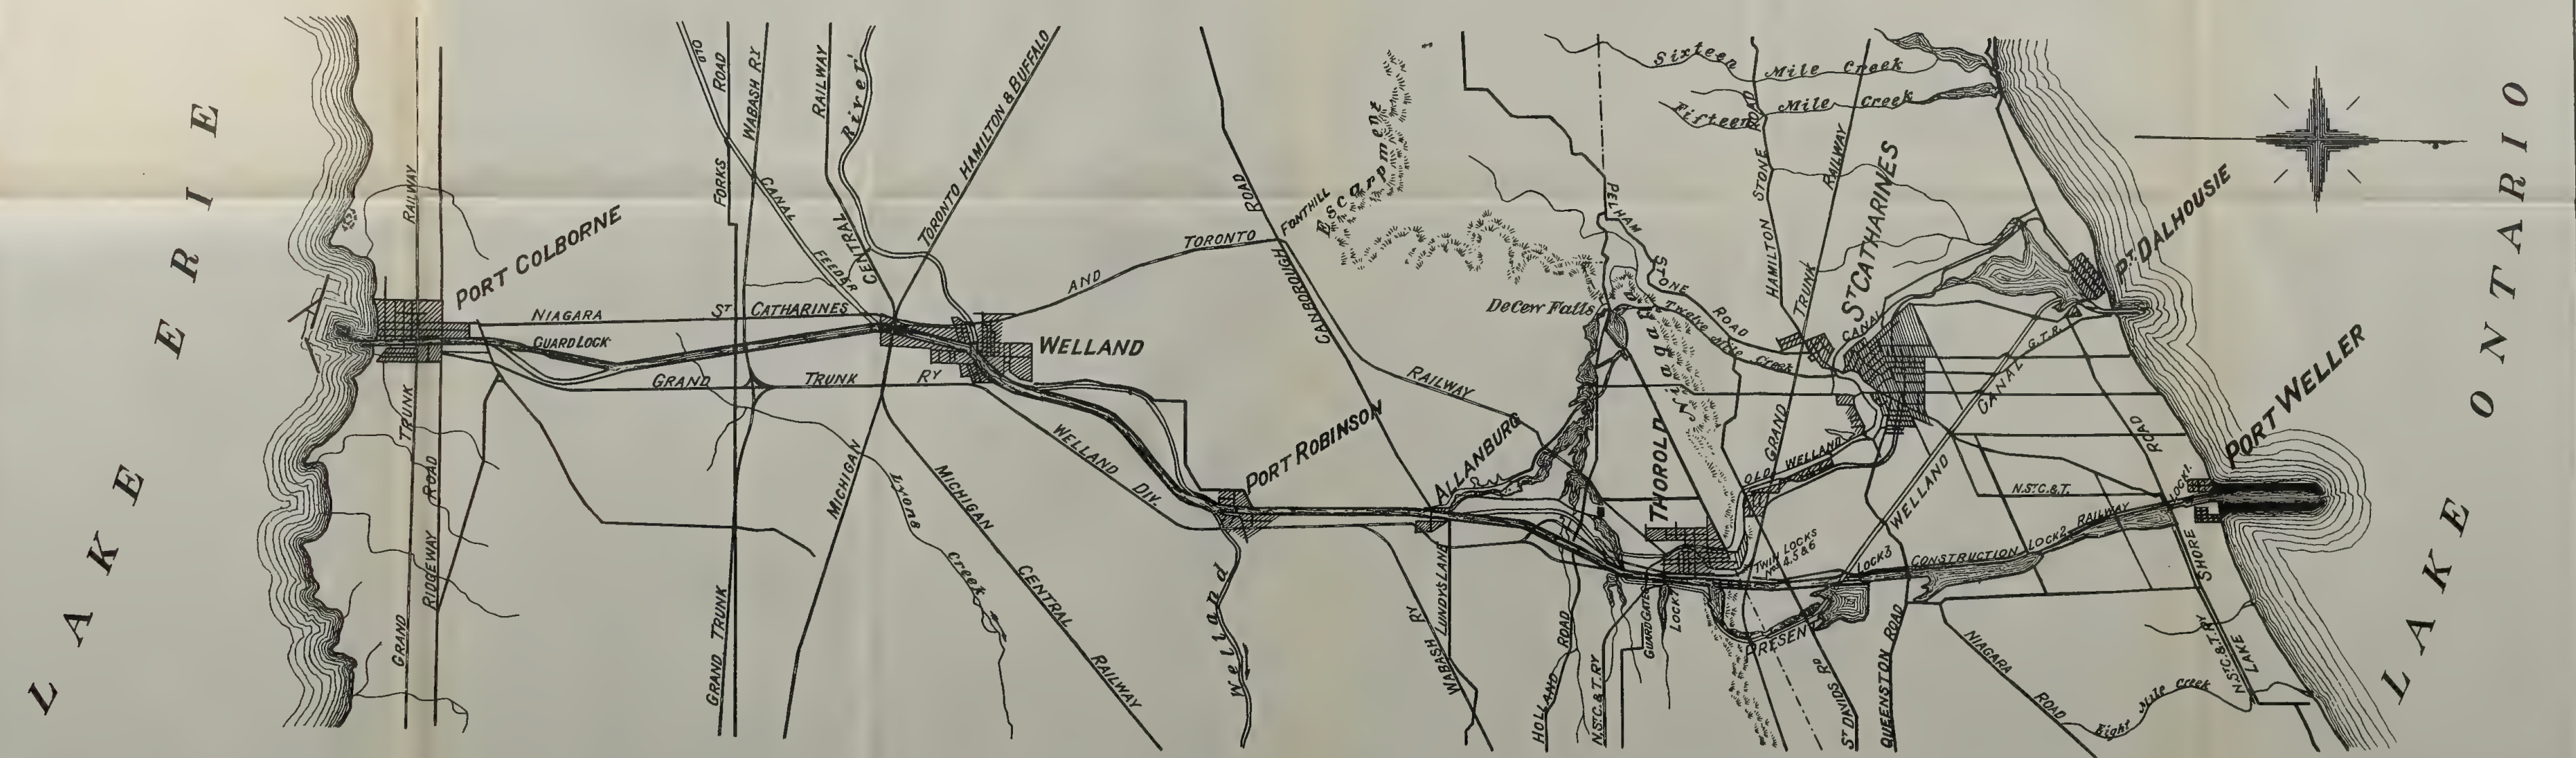 LAKE ERIE
RAILWAY
PORT COLBORNE
GUARD LOCK
NIAGARA ST CATHARINES AND TORONTO RAILWAY
GRAND TRUNK RY
GRAND TRUNK
RIDGEWAY ROAD
FORKS ROAD
WABASH RY
CANAL FEEDER
RAILWAY
CENTRAL
River
TORONTO HAMILTON & BUFFALO
WELLAND
GRAND TRUNK
MICHIGAN
Lyons Creek
MICHIGAN CENTRAL RAILWAY
WELLAND DIV.
PORT ROBINSON
Welland
CANBOROUGH ROAD
FONTHILL
Escarpment
ALLANBURG
WABASH RY
LUNDYS LANE
HOLLAND ROAD
N.ST.C.&T.RY
DeCew Falls
PELHAM STONE ROAD
Twelve Mile Creek
Niagara
THOROLD
GUARD GATES
LOCK 7
TWIN LOCKS
Nos 4, 5 & 6
Sixteen Mile Creek
Fifteen Mile Creek
HAMILTON STONE ROAD
GRAND TRUNK RAILWAY
ST CATHARINES
CANAL
OLD WELLAND
WELLAND CANAL
G.T.R.
PT. DALHOUSIE
PORT WELLER
N.ST.C.&T.
LOCK 1
LOCK 2
LOCK 3
CONSTRUCTION RAILWAY
ST DAVIDS RD
QUEENSTON ROAD
NIAGARA ROAD
Eight Mile Creek
LAKE SHORE ROAD
N.ST.C.&T.RY
LAKE ONTARIO